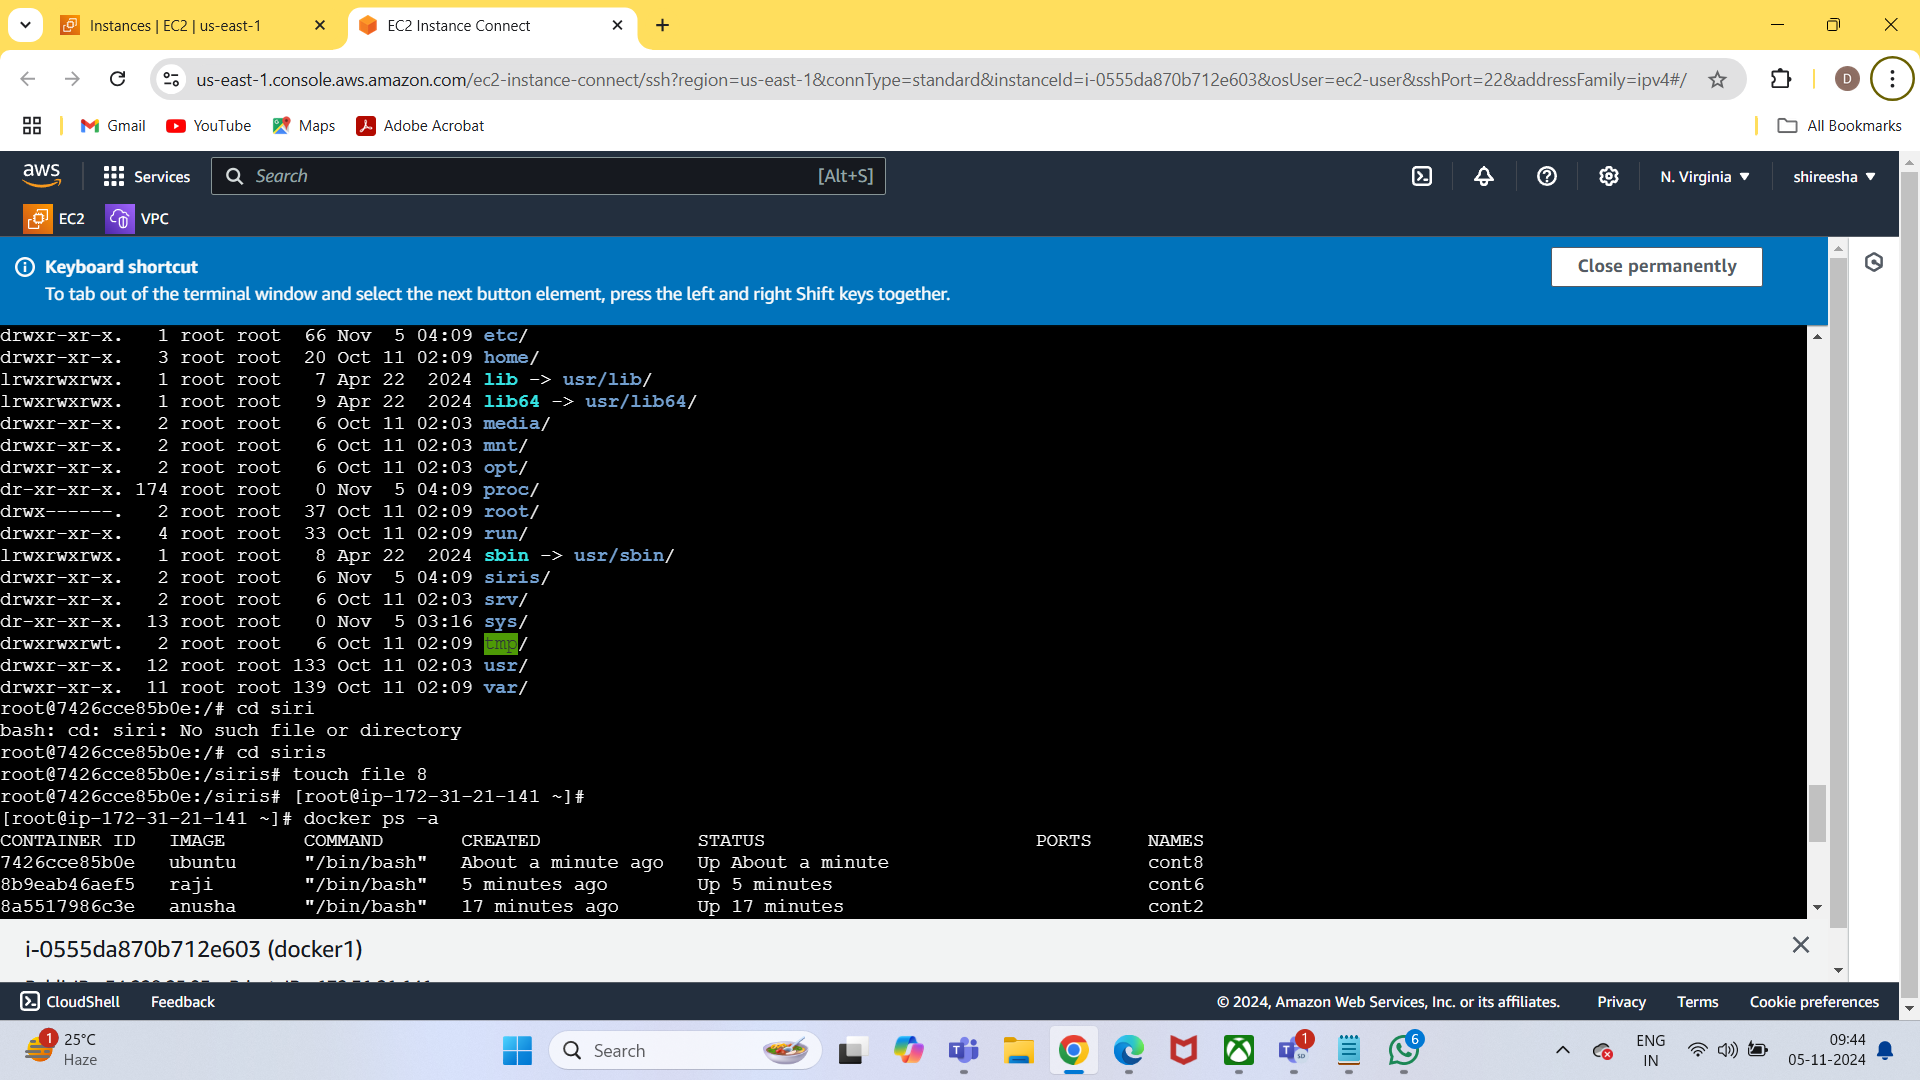 Instances | EC2 | us-east-1
EC2 Instance Connect
us-east-1.console.aws.amazon.com/ec2-instance-connect/ssh?region=us-east-1&connType=standard&instanceId=i-0555da870b712e603&osUser=ec2-user&sshPort=22&addressFamily=ipv4#/
D
Gmail YouTube Maps Adobe Acrobat All Bookmarks
aws Services Search [Alt+S] N. Virginia shireesha
EC2 VPC
Keyboard shortcut
To tab out of the terminal window and select the next button element, press the left and right Shift keys together.
Close permanently
drwxr-xr-x.   1 root root  66 Nov  5 04:09 etc/
drwxr-xr-x.   3 root root  20 Oct 11 02:09 home/
lrwxrwxrwx.   1 root root   7 Apr 22  2024 lib -> usr/lib/
lrwxrwxrwx.   1 root root   9 Apr 22  2024 lib64 -> usr/lib64/
drwxr-xr-x.   2 root root   6 Oct 11 02:03 media/
drwxr-xr-x.   2 root root   6 Oct 11 02:03 mnt/
drwxr-xr-x.   2 root root   6 Oct 11 02:03 opt/
dr-xr-xr-x. 174 root root   0 Nov  5 04:09 proc/
drwx------.   2 root root  37 Oct 11 02:09 root/
drwxr-xr-x.   4 root root  33 Oct 11 02:09 run/
lrwxrwxrwx.   1 root root   8 Apr 22  2024 sbin -> usr/sbin/
drwxr-xr-x.   2 root root   6 Nov  5 04:09 siris/
drwxr-xr-x.   2 root root   6 Oct 11 02:03 srv/
dr-xr-xr-x.  13 root root   0 Nov  5 03:16 sys/
drwxrwxrwt.   2 root root   6 Oct 11 02:09 tmp/
drwxr-xr-x.  12 root root 133 Oct 11 02:03 usr/
drwxr-xr-x.  11 root root 139 Oct 11 02:09 var/
root@7426cce85b0e:/# cd siri
bash: cd: siri: No such file or directory
root@7426cce85b0e:/# cd siris
root@7426cce85b0e:/siris# touch file 8
root@7426cce85b0e:/siris# [root@ip-172-31-21-141 ~]#
[root@ip-172-31-21-141 ~]# docker ps -a
CONTAINER ID   IMAGE       COMMAND       CREATED              STATUS                        PORTS     NAMES
7426cce85b0e   ubuntu      "/bin/bash"   About a minute ago   Up About a minute                       cont8
8b9eab46aef5   raji        "/bin/bash"   5 minutes ago        Up 5 minutes                            cont6
8a5517986c3e   anusha      "/bin/bash"   17 minutes ago       Up 17 minutes                           cont2
i-0555da870b712e603 (docker1)
CloudShell Feedback © 2024, Amazon Web Services, Inc. or its affiliates. Privacy Terms Cookie preferences
1 25°C
Haze
Search
1
6
ENG
IN
09:44
05-11-2024